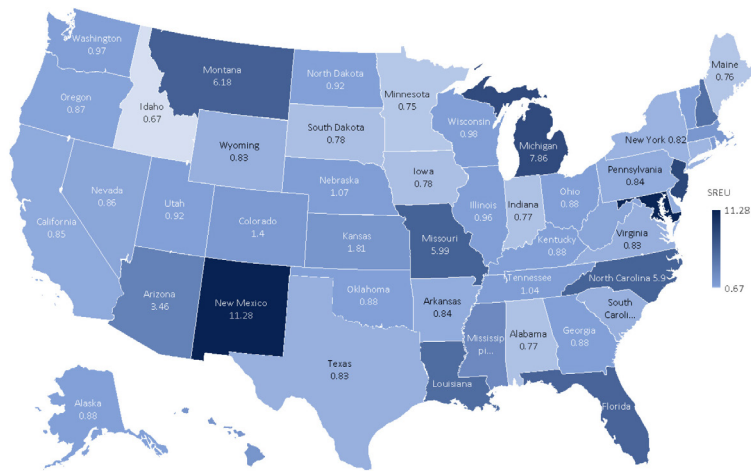 Washington
0.97
Montana
6.18
North Dakota
0.92
Minnesota
0.75
Maine
0.76
Oregon
0.87
Idaho
0.67
Wyoming
0.83
South Dakota
0.78
Wisconsin
0.98
Michigan
7.86
New York 0.82
Nevada
0.86
Utah
0.92
Colorado
1.4
Nebraska
1.07
Iowa
0.78
Illinois
0.96
Indiana
0.77
Ohio
0.88
Pennsylvania
0.84
California
0.85
Kansas
1.81
Missouri
5.99
Kentucky
0.88
Virginia
0.83
Arizona
3.46
New Mexico
11.28
Oklahoma
0.88
Arkansas
0.84
Tennessee
1.04
North Carolina 5.9
South
Caroli...
Texas
0.83
Louisiana
Mississip
pi...
Alabama
0.77
Georgia
0.88
Florida
Alaska
0.88
SREU
11.28
0.67